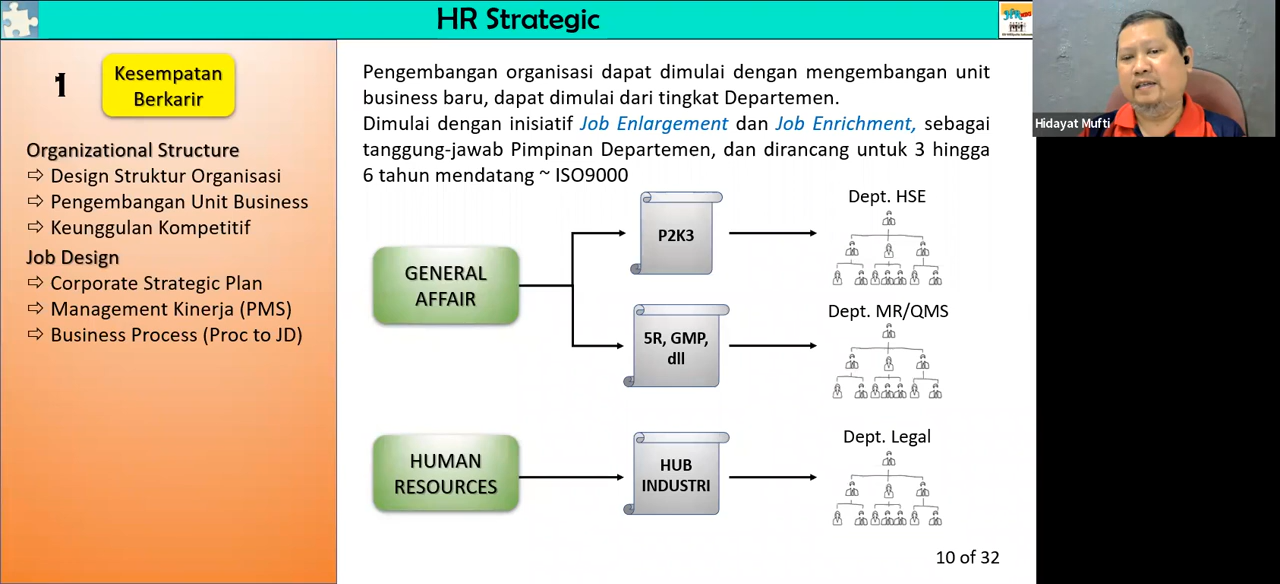 HR Strategic
1
Kesempatan
Berkarir
Organizational Structure
⇨ Design Struktur Organisasi
⇨ Pengembangan Unit Business
⇨ Keunggulan Kompetitif
Job Design
⇨ Corporate Strategic Plan
⇨ Management Kinerja (PMS)
⇨ Business Process (Proc to JD)
Pengembangan organisasi dapat dimulai dengan mengembangan unit
business baru, dapat dimulai dari tingkat Departemen.
Dimulai dengan inisiatif Job Enlargement dan Job Enrichment, sebagai
tanggung-jawab Pimpinan Departemen, dan dirancang untuk 3 hingga
6 tahun mendatang ~ ISO9000
GENERAL
AFFAIR
P2K3
Dept. HSE
5R, GMP,
dll
Dept. MR/QMS
HUMAN
RESOURCES
HUB
INDUSTRI
Dept. Legal
10 of 32
Hidayat Mufti